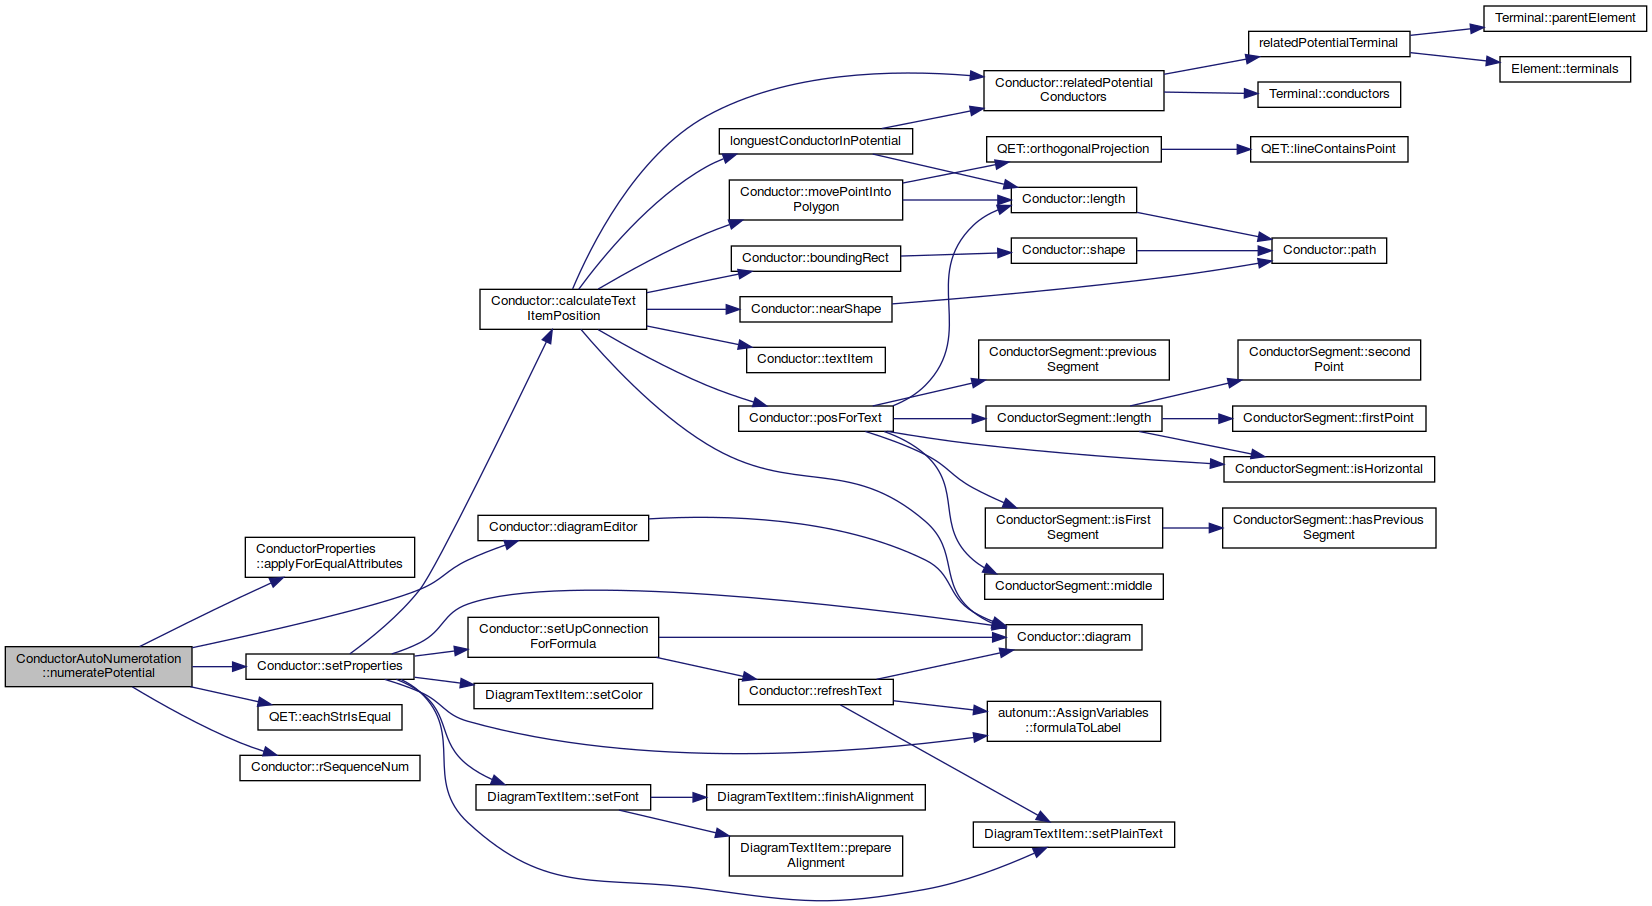 Terminal::parentElement
relatedPotentialTerminal
Element::terminals
Conductor::relatedPotential
Conductors
Terminal::conductors
longuestConductorInPotential
QET::orthogonalProjection
QET::lineContainsPoint
Conductor::movePointInto
Polygon
Conductor::length
Conductor::boundingRect
Conductor::shape
Conductor::path
Conductor::calculateText
ItemPosition
Conductor::nearShape
Conductor::textItem
ConductorSegment::previous
Segment
ConductorSegment::second
Point
Conductor::posForText
ConductorSegment::length
ConductorSegment::firstPoint
ConductorSegment::isHorizontal
Conductor::diagramEditor
ConductorSegment::isFirst
Segment
ConductorSegment::hasPrevious
Segment
ConductorProperties
::applyForEqualAttributes
ConductorSegment::middle
Conductor::setUpConnection
ForFormula
Conductor::diagram
ConductorAutoNumerotation
::numeratePotential
Conductor::setProperties
DiagramTextItem::setColor
Conductor::refreshText
QET::eachStrIsEqual
autonum::AssignVariables
::formulaToLabel
Conductor::rSequenceNum
DiagramTextItem::setFont
DiagramTextItem::finishAlignment
DiagramTextItem::setPlainText
DiagramTextItem::prepare
Alignment